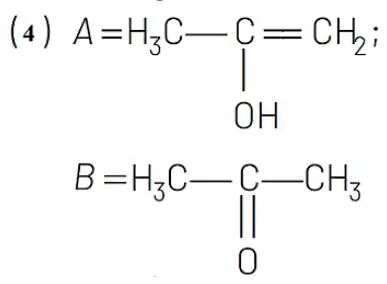 (4) A=H₃C—C=CH₂;
|
OH
B=H₃C—C—CH₃
||
O